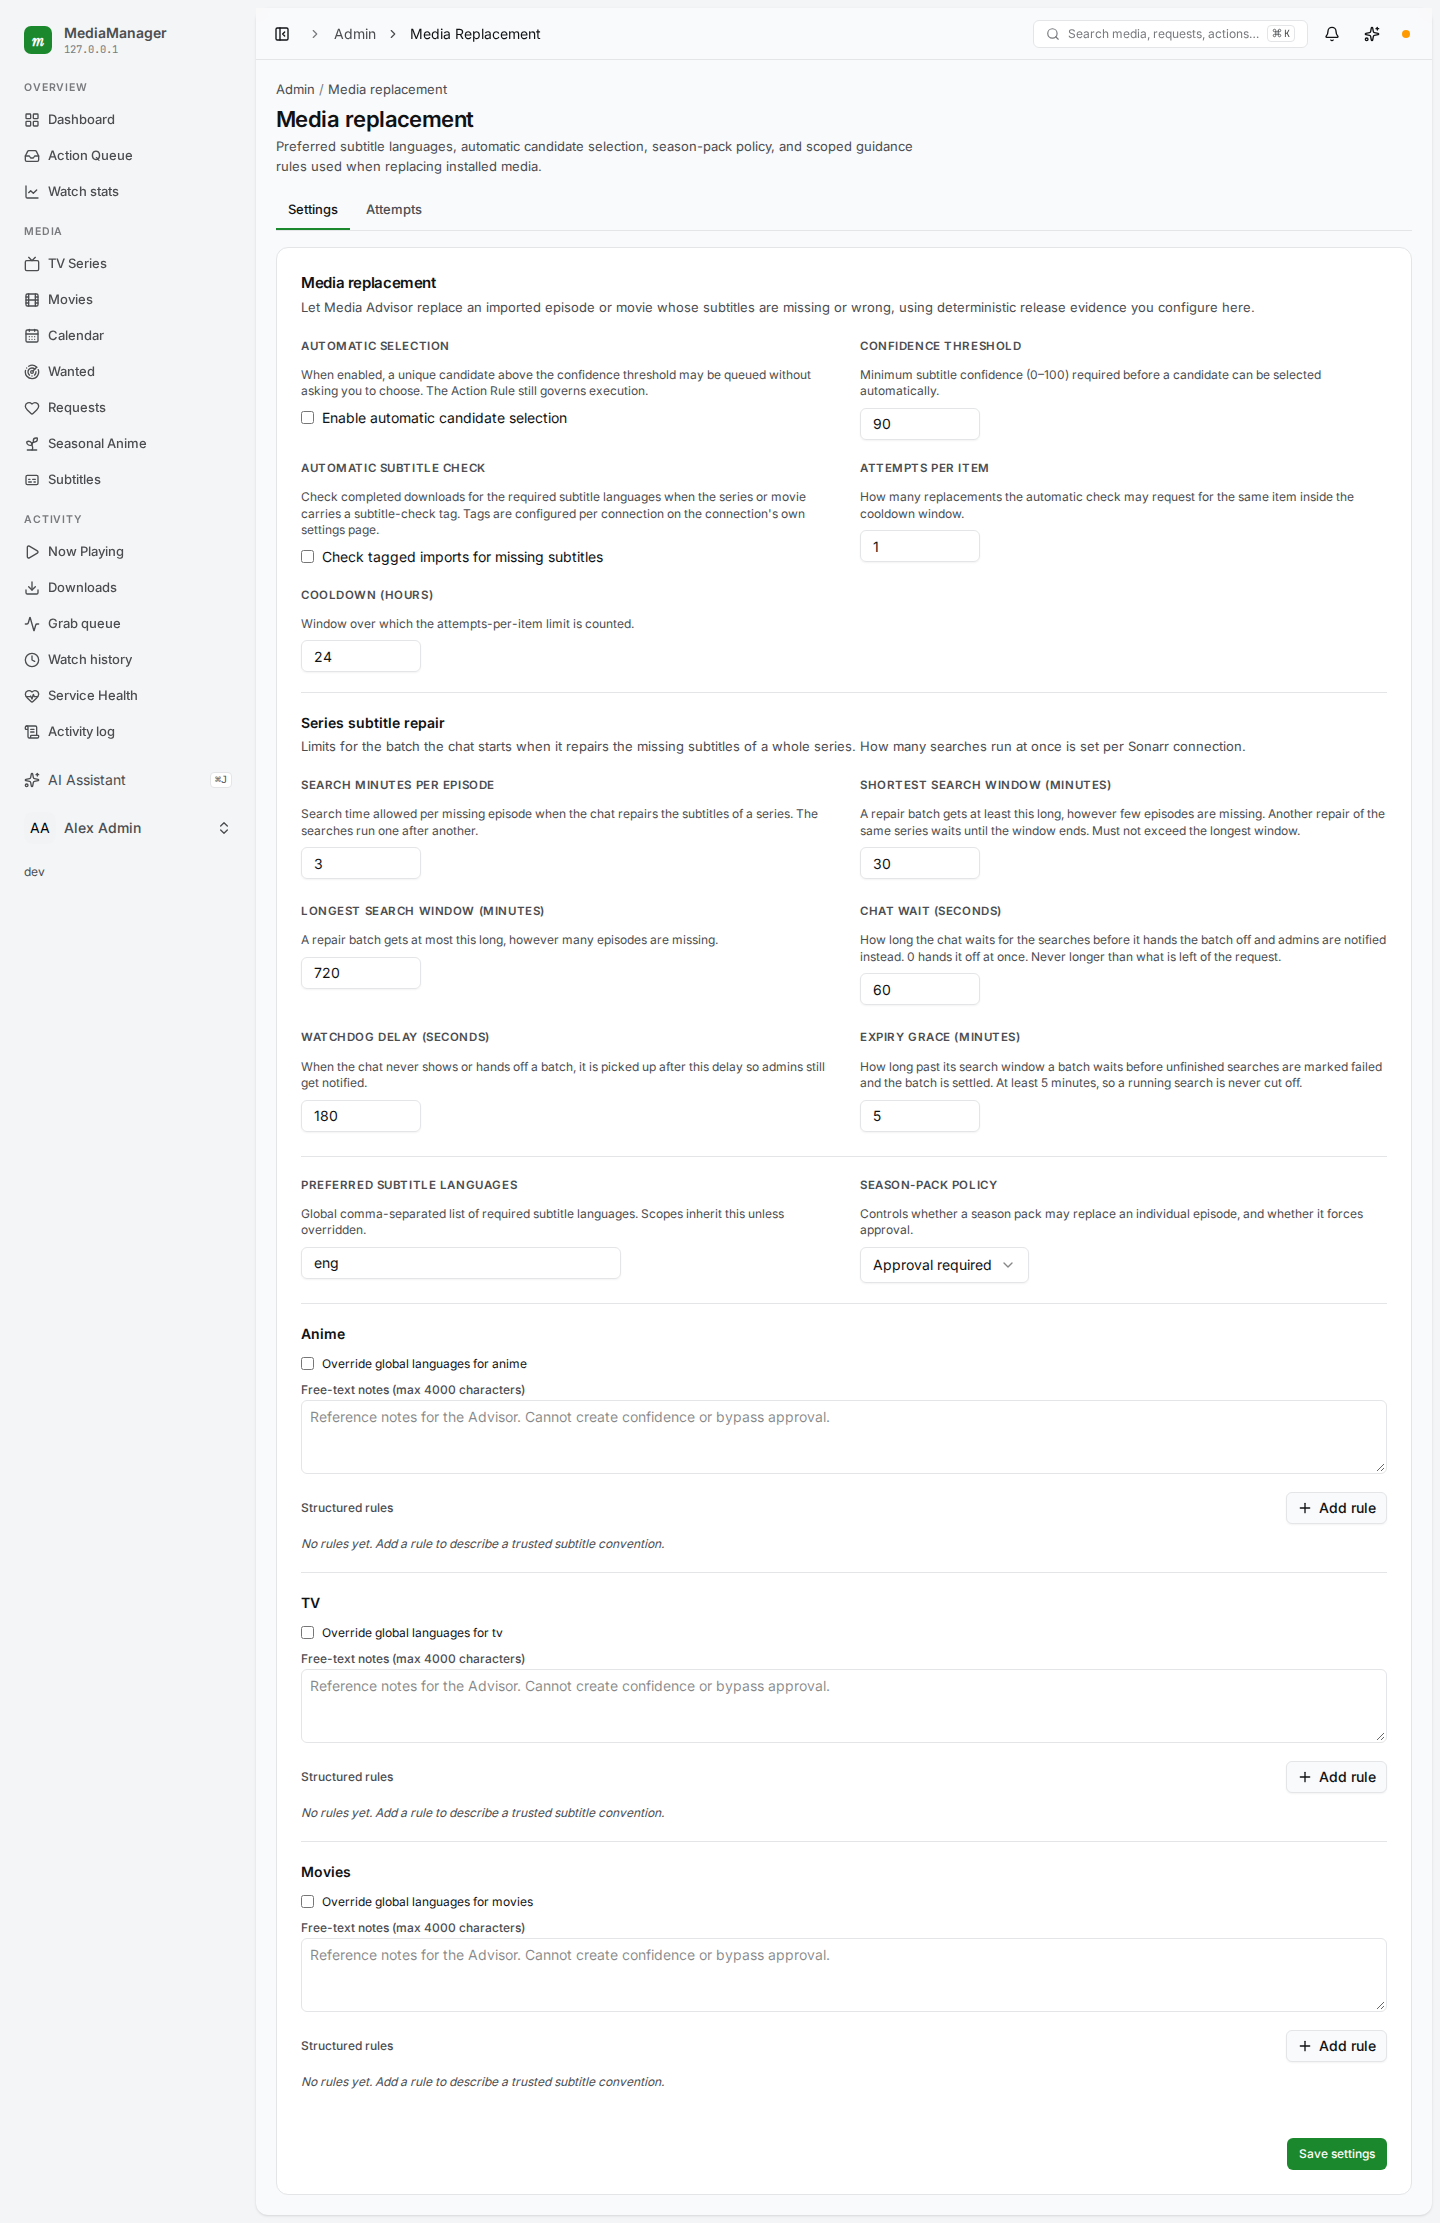 MediaManager
127.0.0.1
OVERVIEW
Dashboard
Action Queue
Watch stats
MEDIA
TV Series
Movies
Calendar
Wanted
Requests
Seasonal Anime
Subtitles
ACTIVITY
Now Playing
Downloads
Grab queue
Watch history
Service Health
Activity log
AI Assistant ⌘J
AA Alex Admin
dev
Admin > Media Replacement
Search media, requests, actions... ⌘K
Admin / Media replacement
Media replacement
Preferred subtitle languages, automatic candidate selection, season-pack policy, and scoped guidance
rules used when replacing installed media.
Settings Attempts
Media replacement
Let Media Advisor replace an imported episode or movie whose subtitles are missing or wrong, using deterministic release evidence you configure here.
AUTOMATIC SELECTION
When enabled, a unique candidate above the confidence threshold may be queued without
asking you to choose. The Action Rule still governs execution.
Enable automatic candidate selection
CONFIDENCE THRESHOLD
Minimum subtitle confidence (0–100) required before a candidate can be selected
automatically.
90
AUTOMATIC SUBTITLE CHECK
Check completed downloads for the required subtitle languages when the series or movie
carries a subtitle-check tag. Tags are configured per connection on the connection's own
settings page.
Check tagged imports for missing subtitles
ATTEMPTS PER ITEM
How many replacements the automatic check may request for the same item inside the
cooldown window.
1
COOLDOWN (HOURS)
Window over which the attempts-per-item limit is counted.
24
Series subtitle repair
Limits for the batch the chat starts when it repairs the missing subtitles of a whole series. How many searches run at once is set per Sonarr connection.
SEARCH MINUTES PER EPISODE
Search time allowed per missing episode when the chat repairs the subtitles of a series. The
searches run one after another.
3
SHORTEST SEARCH WINDOW (MINUTES)
A repair batch gets at least this long, however few episodes are missing. Another repair of the
same series waits until the window ends. Must not exceed the longest window.
30
LONGEST SEARCH WINDOW (MINUTES)
A repair batch gets at most this long, however many episodes are missing.
720
CHAT WAIT (SECONDS)
How long the chat waits for the searches before it hands the batch off and admins are notified
instead. 0 hands it off at once. Never longer than what is left of the request.
60
WATCHDOG DELAY (SECONDS)
When the chat never shows or hands off a batch, it is picked up after this delay so admins still
get notified.
180
EXPIRY GRACE (MINUTES)
How long past its search window a batch waits before unfinished searches are marked failed
and the batch is settled. At least 5 minutes, so a running search is never cut off.
5
PREFERRED SUBTITLE LANGUAGES
Global comma-separated list of required subtitle languages. Scopes inherit this unless
overridden.
eng
SEASON-PACK POLICY
Controls whether a season pack may replace an individual episode, and whether it forces
approval.
Approval required
Anime
Override global languages for anime
Free-text notes (max 4000 characters)
Reference notes for the Advisor. Cannot create confidence or bypass approval.
Structured rules
Add rule
No rules yet. Add a rule to describe a trusted subtitle convention.
TV
Override global languages for tv
Free-text notes (max 4000 characters)
Reference notes for the Advisor. Cannot create confidence or bypass approval.
Structured rules
Add rule
No rules yet. Add a rule to describe a trusted subtitle convention.
Movies
Override global languages for movies
Free-text notes (max 4000 characters)
Reference notes for the Advisor. Cannot create confidence or bypass approval.
Structured rules
Add rule
No rules yet. Add a rule to describe a trusted subtitle convention.
Save settings